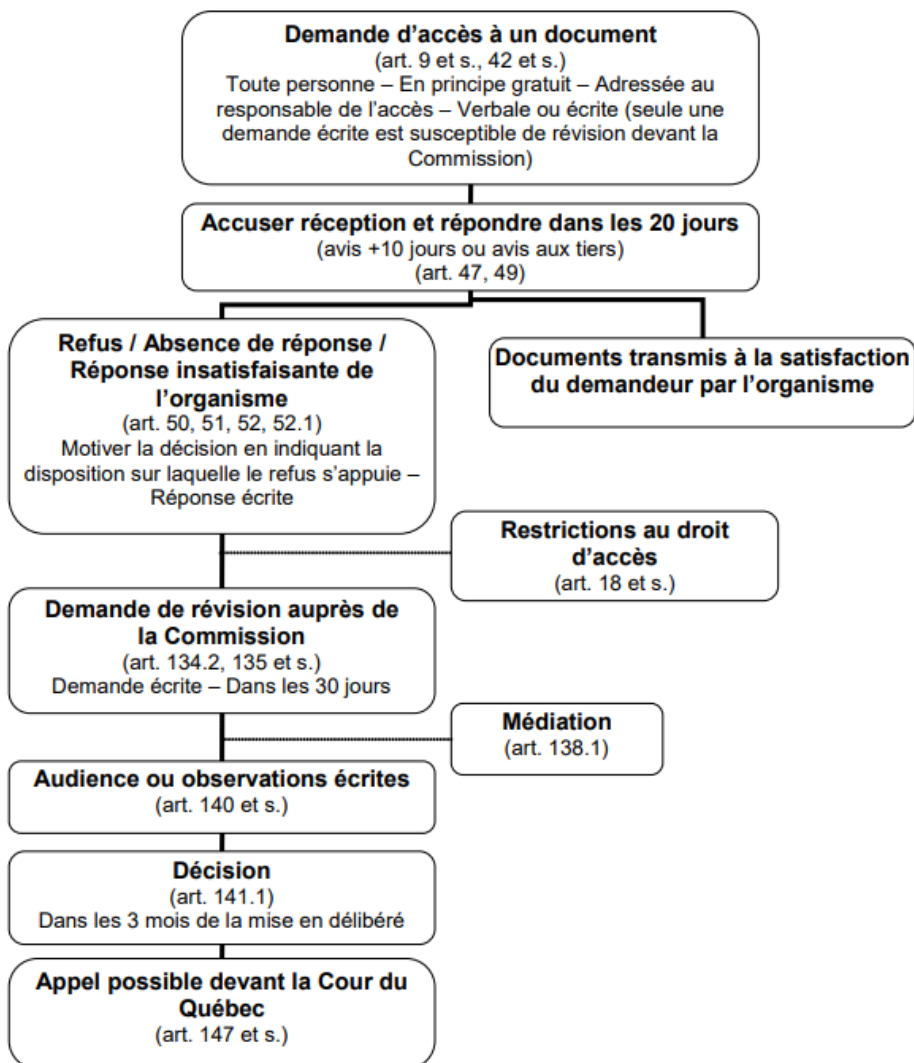 Demande d'accès à un document
(art. 9 et s., 42 et s.)
Toute personne – En principe gratuit – Adressée au
responsable de l'accès – Verbale ou écrite (seule une
demande écrite est susceptible de révision devant la
Commission)
Accuser réception et répondre dans les 20 jours
(avis +10 jours ou avis aux tiers)
(art. 47, 49)
Refus / Absence de réponse /
Réponse insatisfaisante de
l'organisme
(art. 50, 51, 52, 52.1)
Motiver la décision en indiquant la
disposition sur laquelle le refus s'appuie –
Réponse écrite
Documents transmis à la satisfaction
du demandeur par l'organisme
Restrictions au droit
d'accès
(art. 18 et s.)
Demande de révision auprès de
la Commission
(art. 134.2, 135 et s.)
Demande écrite – Dans les 30 jours
Médiation
(art. 138.1)
Audience ou observations écrites
(art. 140 et s.)
Décision
(art. 141.1)
Dans les 3 mois de la mise en délibéré
Appel possible devant la Cour du
Québec
(art. 147 et s.)